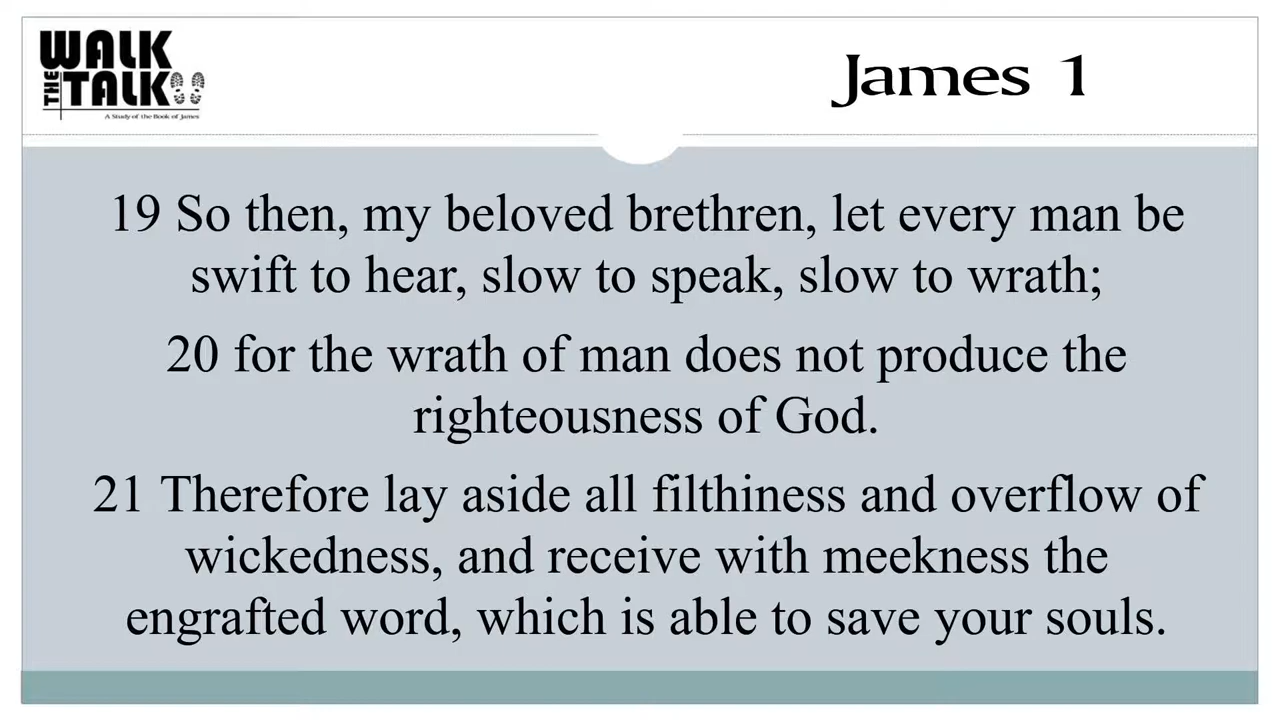 WALK
THE TALK
A Study of the Book of James
James 1
19 So then, my beloved brethren, let every man be
swift to hear, slow to speak, slow to wrath;
20 for the wrath of man does not produce the
righteousness of God.
21 Therefore lay aside all filthiness and overflow of
wickedness, and receive with meekness the
engrafted word, which is able to save your souls.